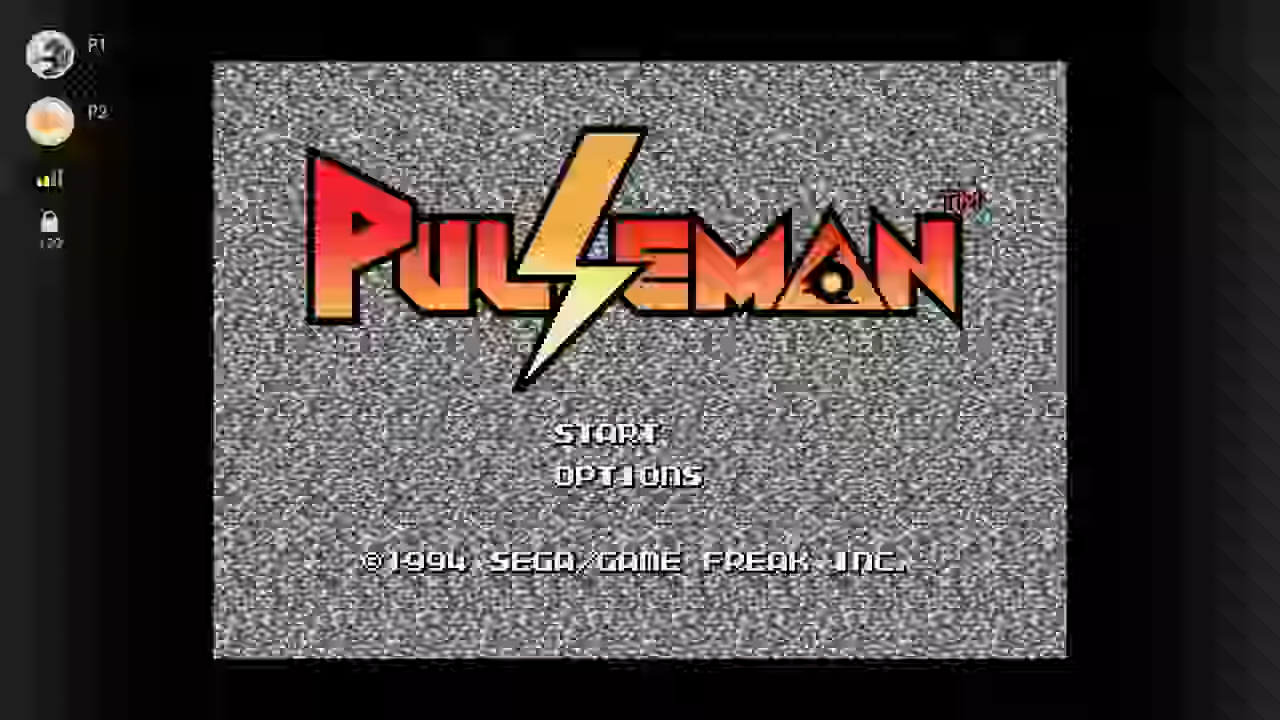 P1
P2
PULSEMAN
TM
START
OPTIONS
©1994 SEGA/GAME FREAK INC.